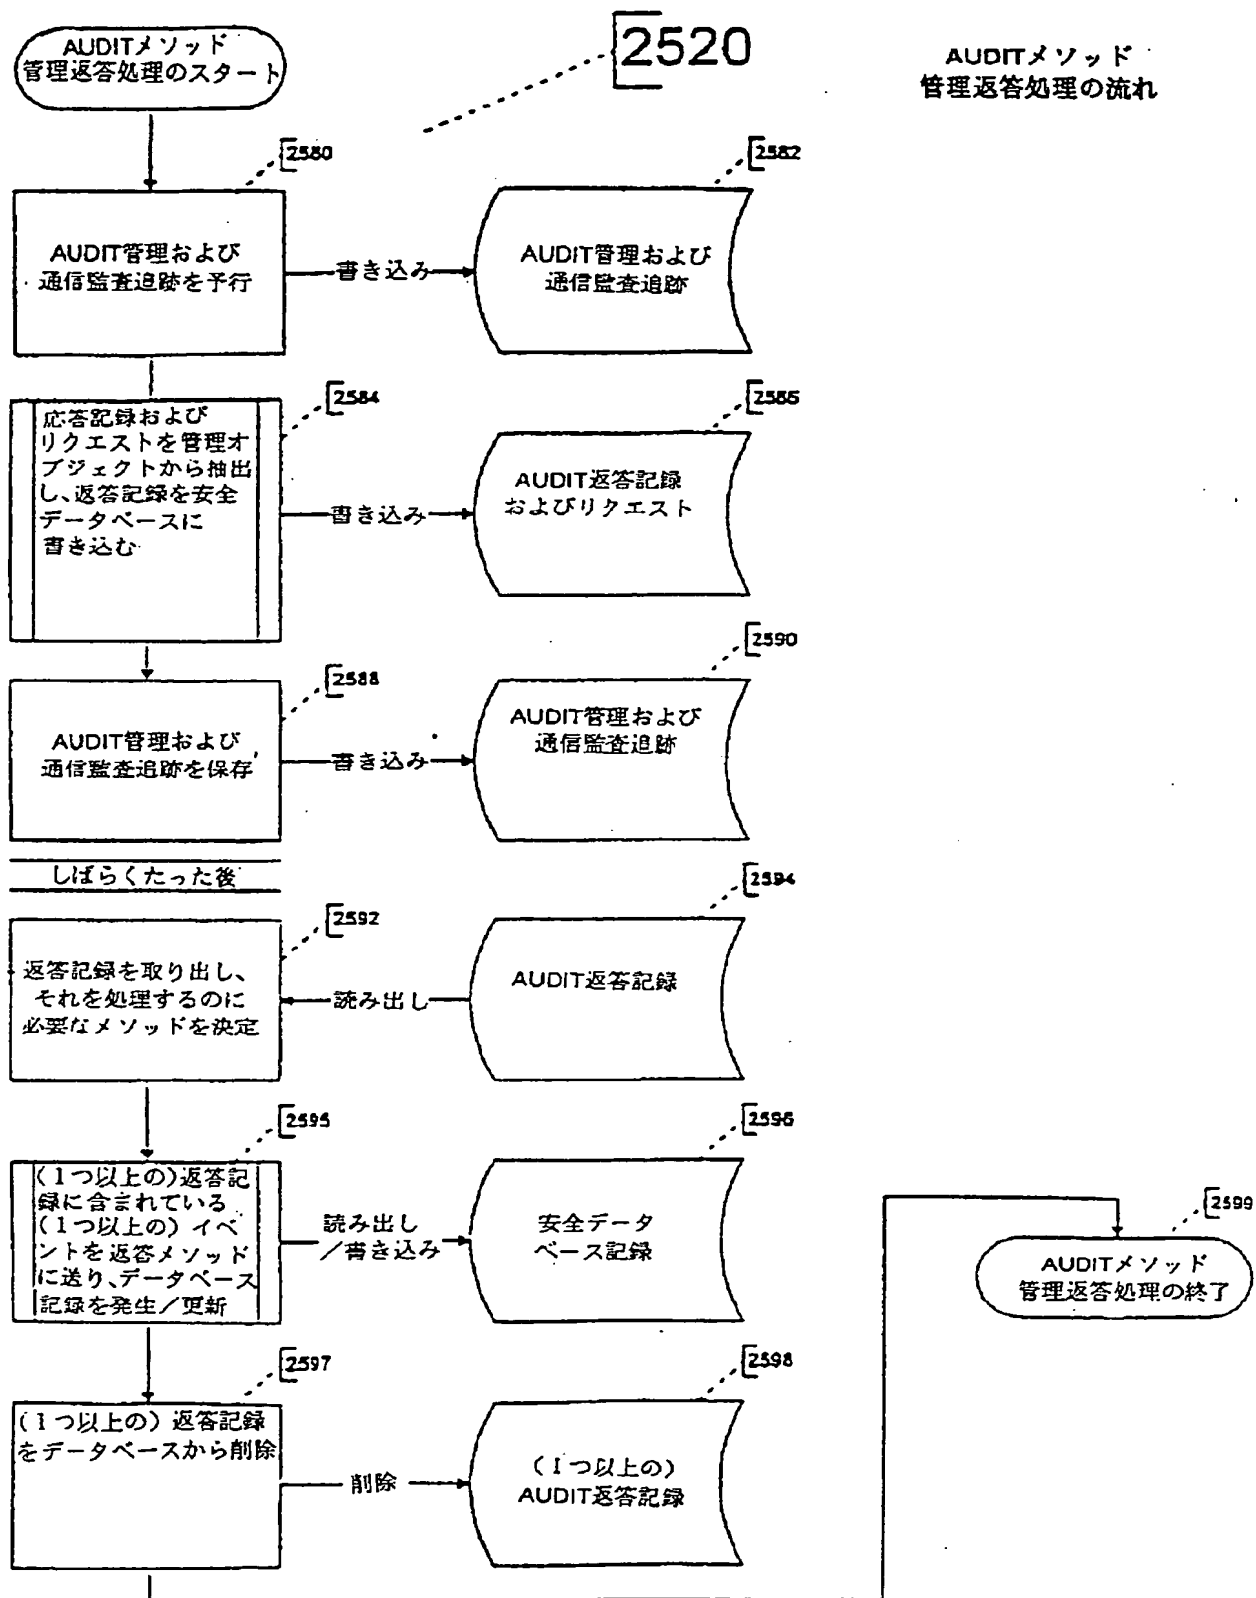 AUDITメソッド
管理返答処理のスタート
2520
AUDITメソッド
管理返答処理の流れ
2580
AUDIT管理および
通信監査追跡を予行
書き込み
2582
AUDIT管理および
通信監査追跡
2584
応答記録および
リクエストを管理オ
ブジェクトから抽出
し、返答記録を安全
データベースに
書き込む
書き込み
2586
AUDIT返答記録
およびリクエスト
2588
AUDIT管理および
通信監査追跡を保存
書き込み
2590
AUDIT管理および
通信監査追跡
しばらくたった後
2592
返答記録を取り出し、
それを処理するのに
必要なメソッドを決定
読み出し
2594
AUDIT返答記録
2595
(1つ以上の)返答記
録に含まれている
(1つ以上の)イベ
ントを返答メソッド
に送り、データベース
記録を発生/更新
読み出し
/書き込み
2596
安全データ
ベース記録
2597
(1つ以上の)返答記録
をデータベースから削除
削除
2598
(1つ以上の)
AUDIT返答記録
2599
AUDITメソッド
管理返答処理の終了